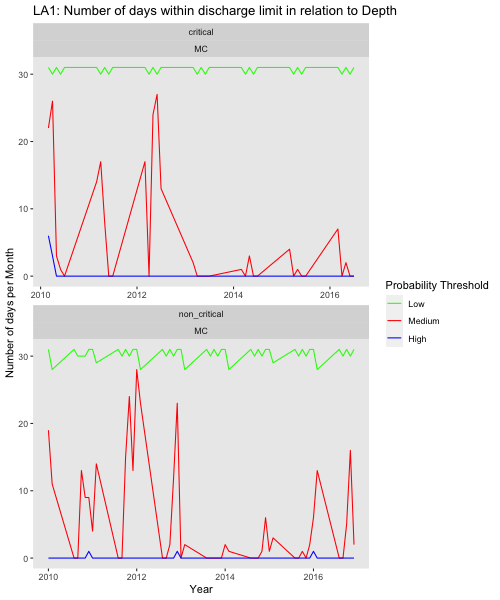 LA1: Number of days within discharge limit in relation to Depth
critical
MC
30
20
10
0
2010 2012 2014 2016
Number of days per Month
non_critical
MC
30
20
10
0
2010 2012 2014 2016
Year
Probability Threshold
Low
Medium
High